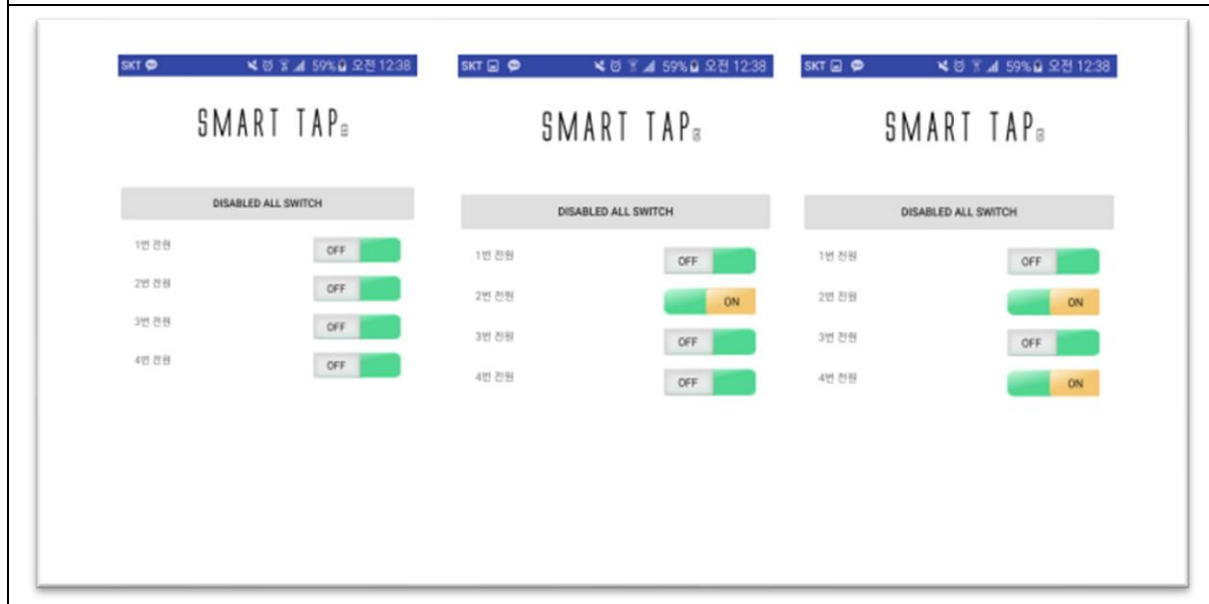 SKT 59% 오전 12:38
SMART TAP
DISABLED ALL SWITCH
1번 전원 OFF
2번 전원 OFF
3번 전원 OFF
4번 전원 OFF
SKT 59% 오전 12:38
SMART TAP
DISABLED ALL SWITCH
1번 전원 OFF
2번 전원 ON
3번 전원 OFF
4번 전원 OFF
SKT 59% 오전 12:38
SMART TAP
DISABLED ALL SWITCH
1번 전원 OFF
2번 전원 ON
3번 전원 OFF
4번 전원 ON